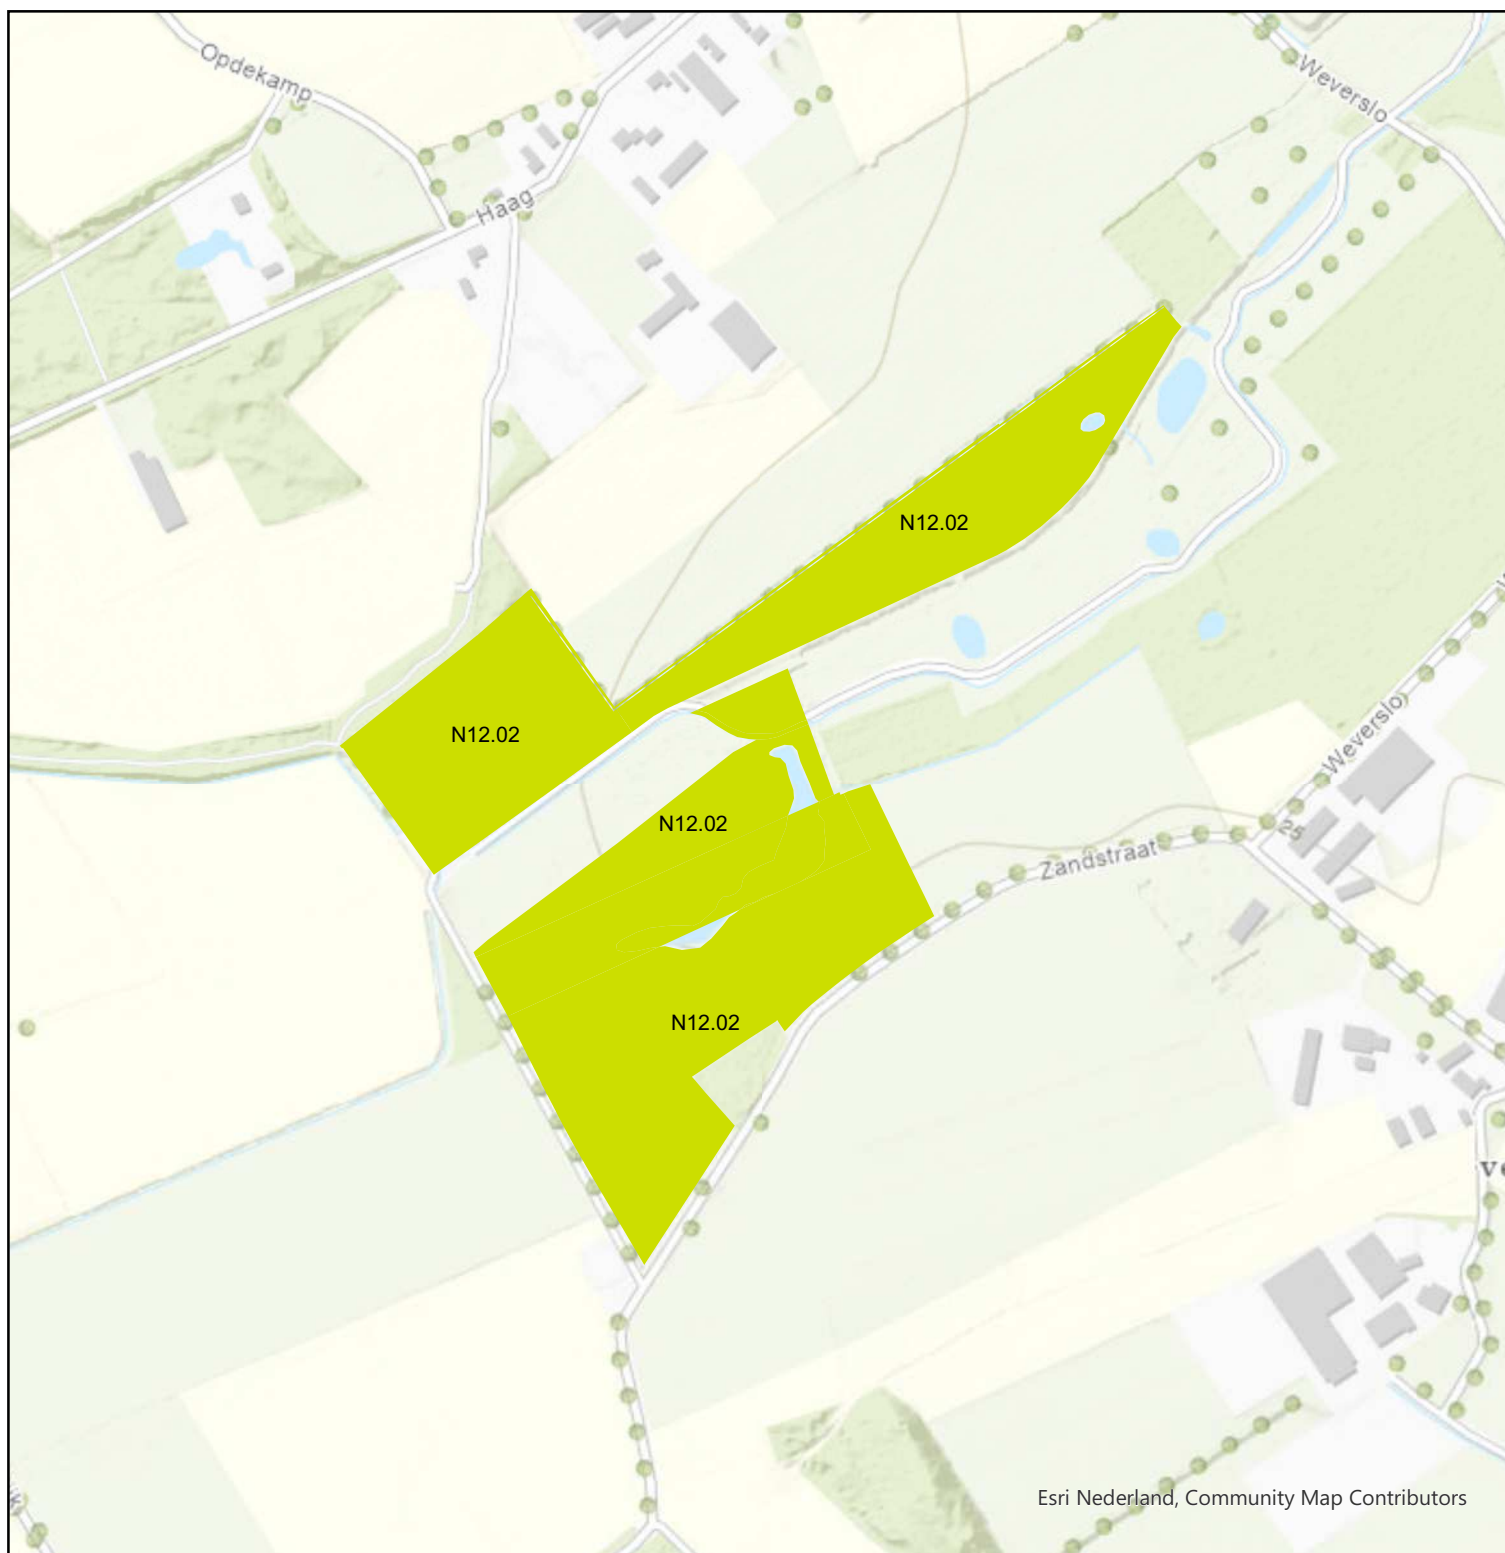 Opdekamp
Weverslo
Haag
N12.02
N12.02
Weverslo
N12.02
25
Zandstraat
N12.02
Esri Nederland, Community Map Contributors